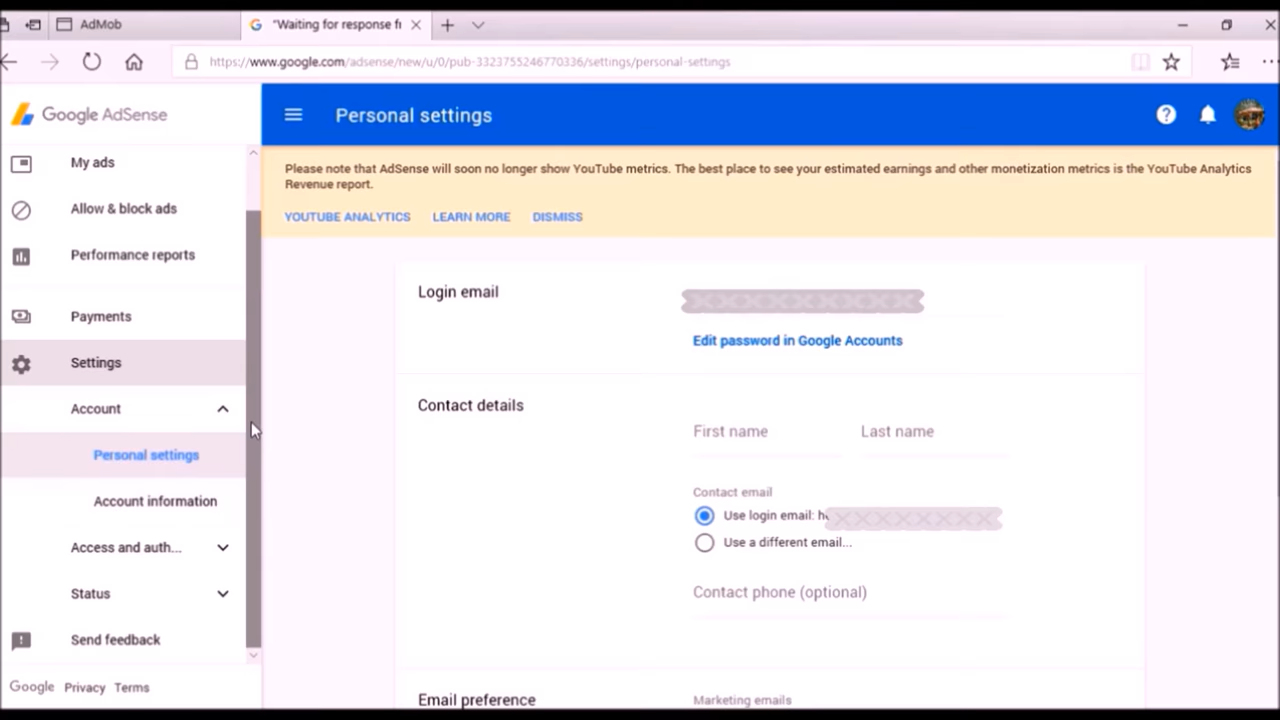 AdMob
"Waiting for response fr
https://www.google.com/adsense/new/u/0/pub-3323755246770336/settings/personal-settings
Google AdSense
Personal settings
My ads
Allow & block ads
Performance reports
Payments
Settings
Account
Personal settings
Account information
Access and auth...
Status
Send feedback
Google Privacy Terms
Please note that AdSense will soon no longer show YouTube metrics. The best place to see your estimated earnings and other monetization metrics is the YouTube Analytics
Revenue report.
YOUTUBE ANALYTICS LEARN MORE DISMISS
Login email
Edit password in Google Accounts
Contact details
First name Last name
Contact email
Use login email:
Use a different email...
Contact phone (optional)
Email preference
Marketing emails